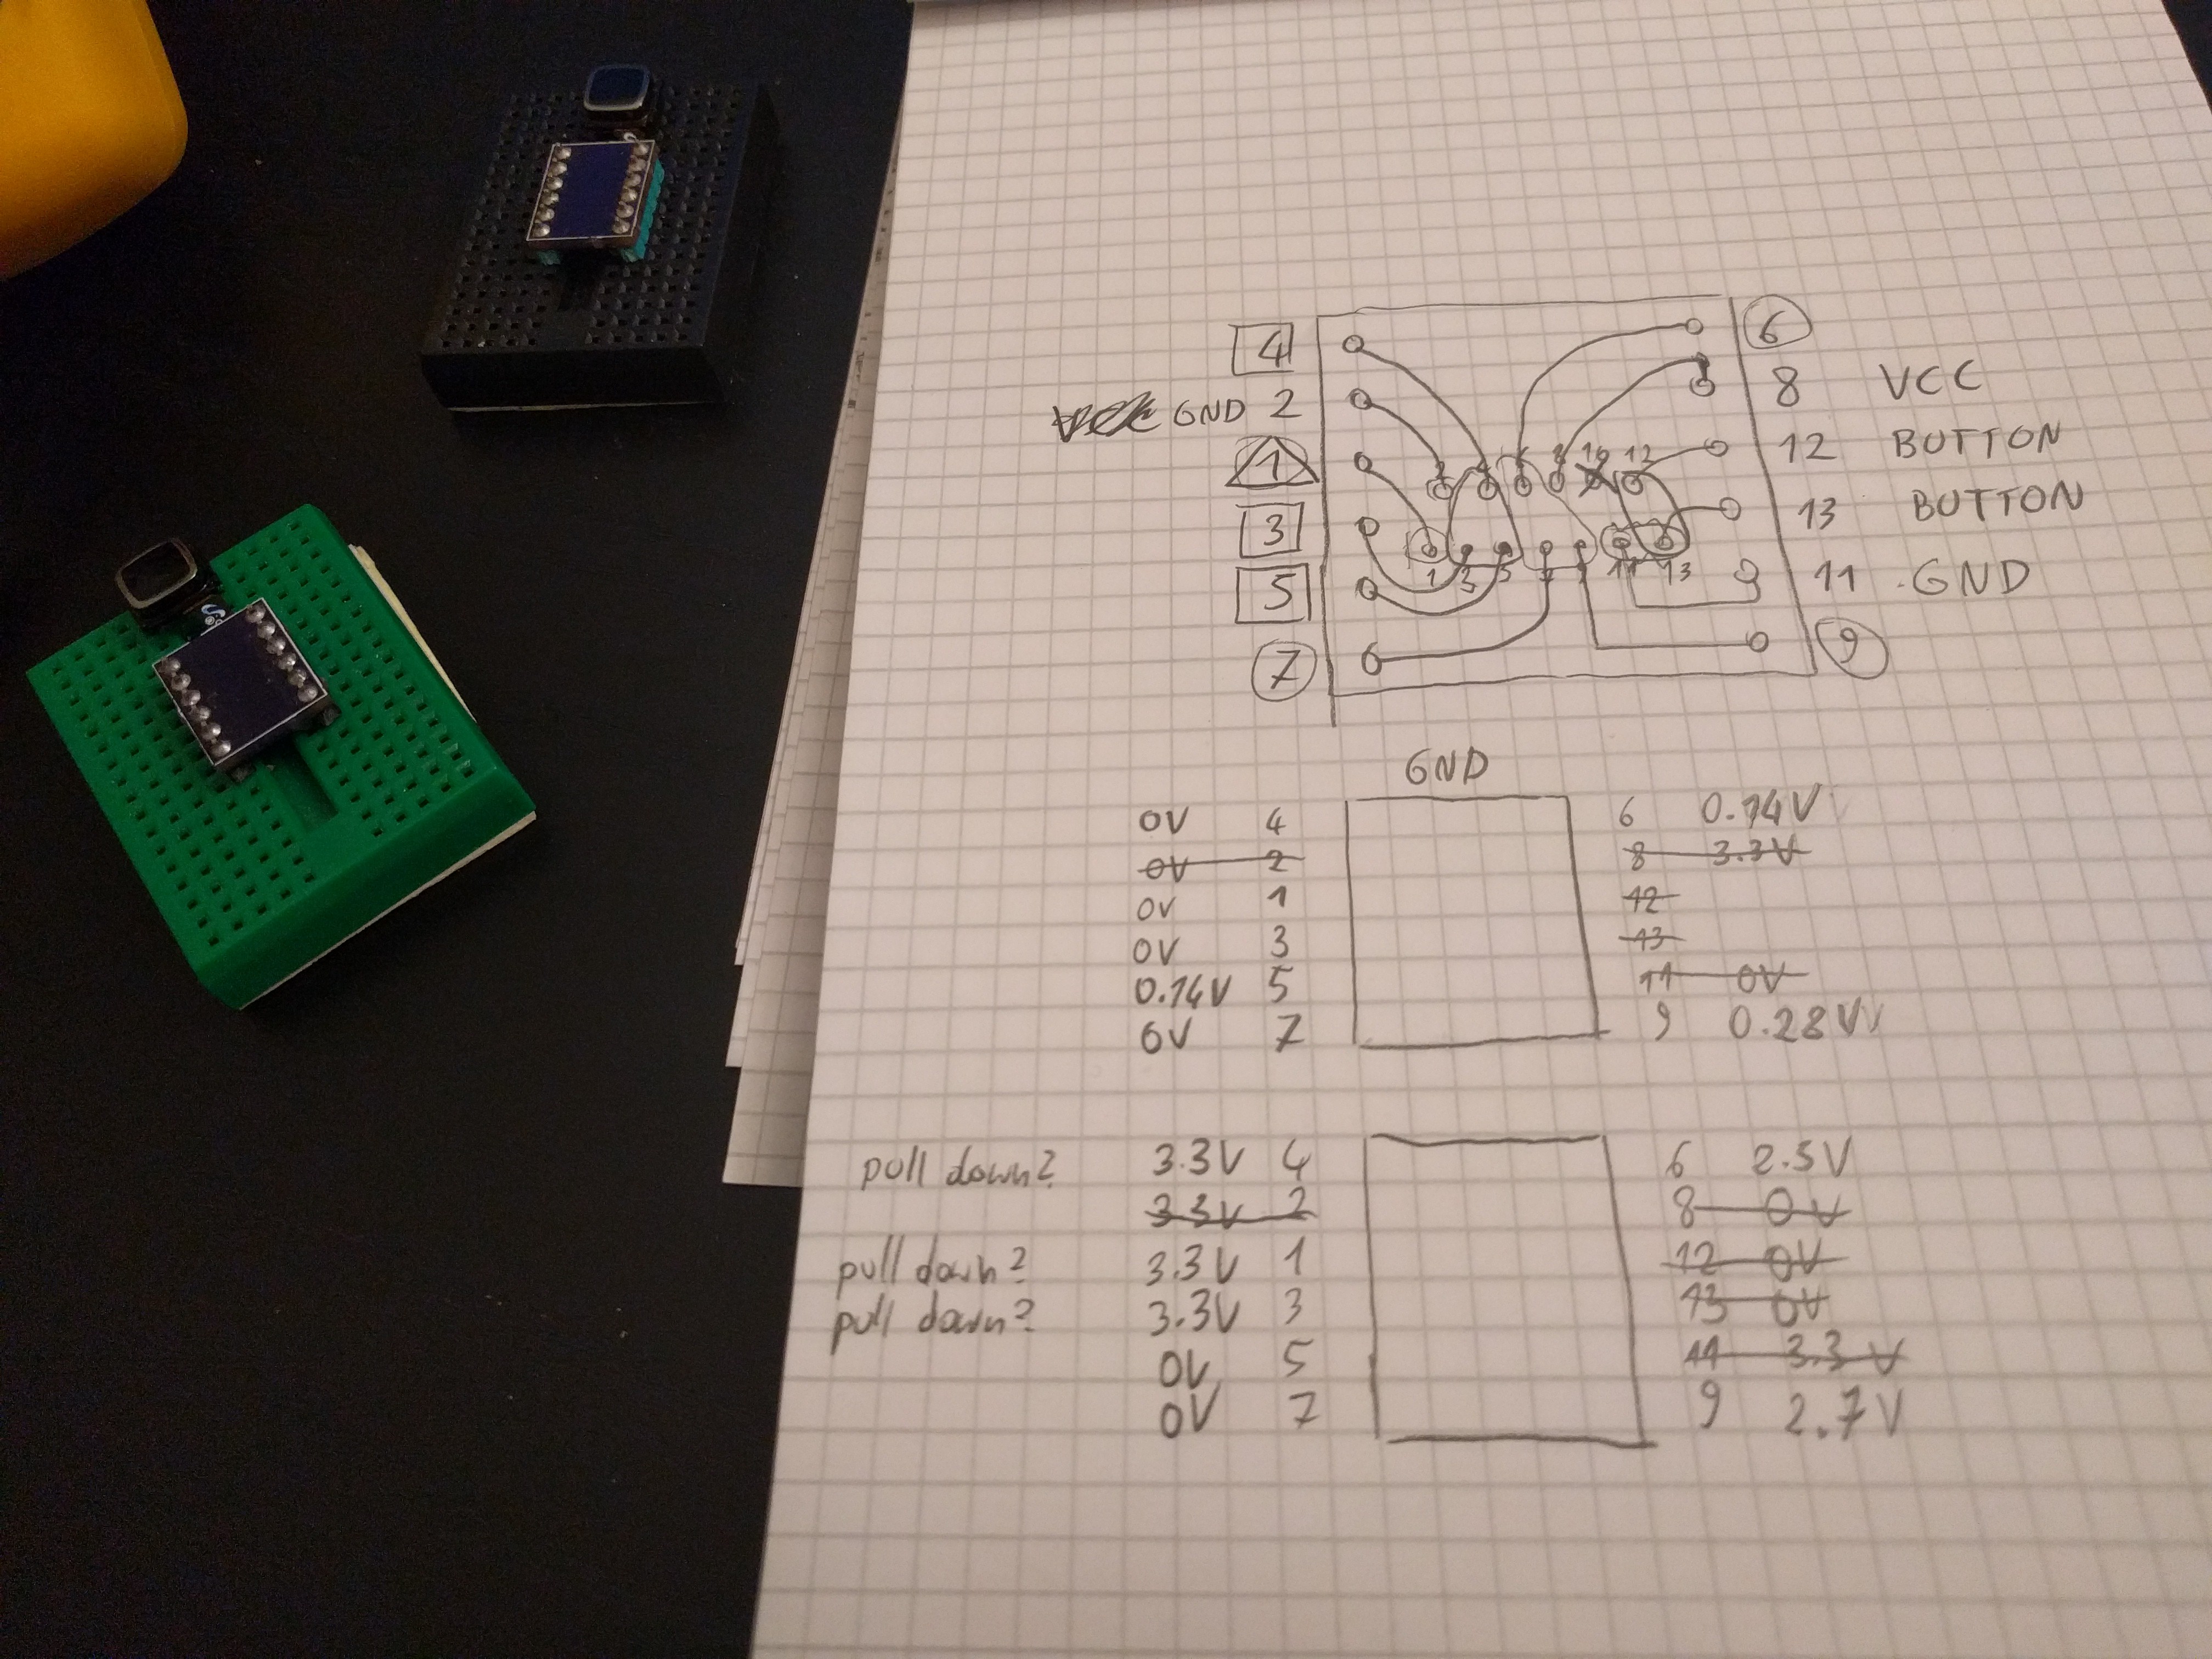 4 6
GND 2 8 VCC
1 2 4 6 8 10 12 12 BUTTON
3 13 BUTTON
5 1 3 5 7 9 11 13 11 GND
7 9
GND
0V 4 6 0.14V
0V 2 8 3.3V
0V 1 12
0V 3 13
0.14V 5 11 0V
0V 7 9 0.28V
pull down? 3.3V 4 6 2.5V
3.3V 2 8 0V
pull down? 3.3V 1 12 0V
pull down? 3.3V 3 13 0V
0V 5 11 3.3V
0V 7 9 2.7V